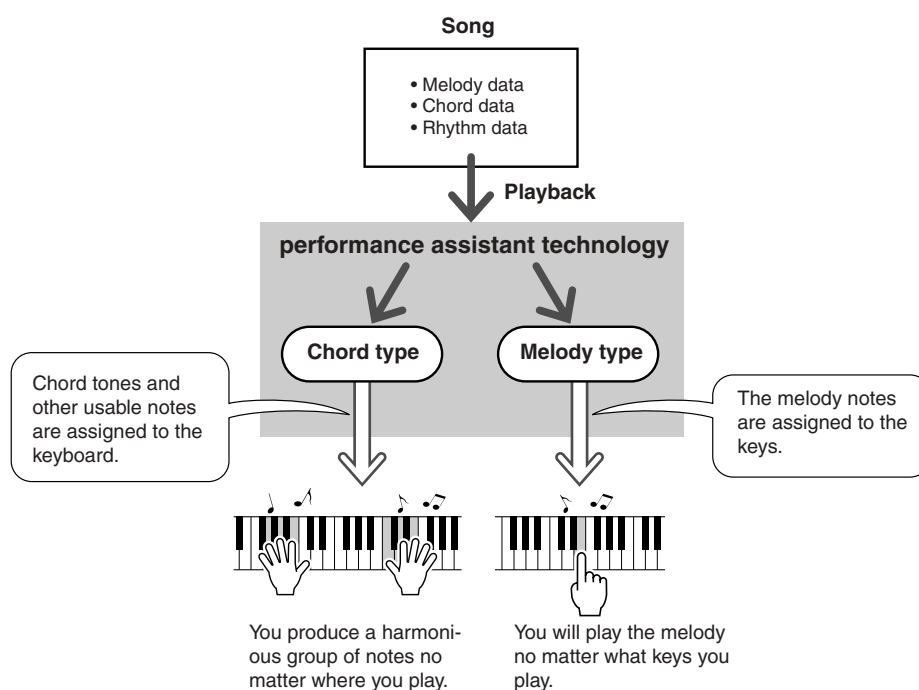 Song
• Melody data
• Chord data
• Rhythm data
Playback
performance assistant technology
Chord type
Melody type
Chord tones and
other usable notes
are assigned to the
keyboard.
The melody notes
are assigned to the
keys.
You produce a harmoni-
ous group of notes no
matter where you play.
You will play the melody
no matter what keys you
play.